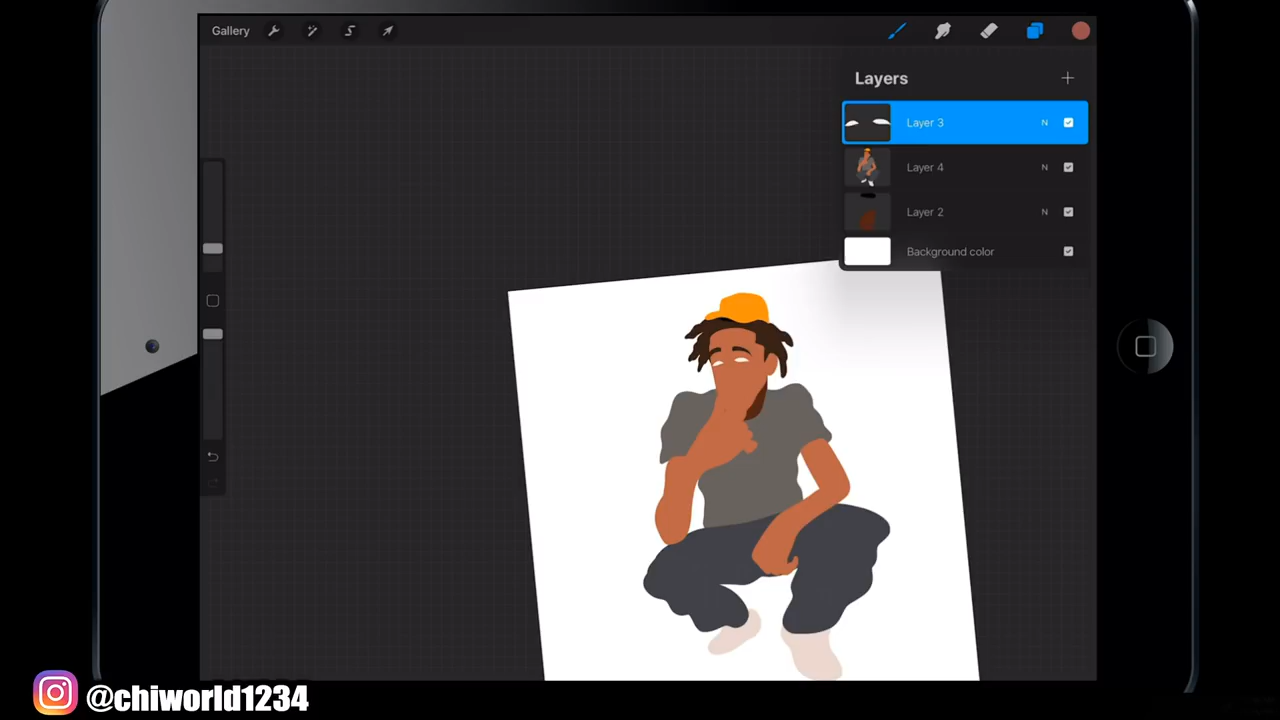 Gallery
Layers
Layer 3 N
Layer 4 N
Layer 2 N
Background color
@chiworld1234